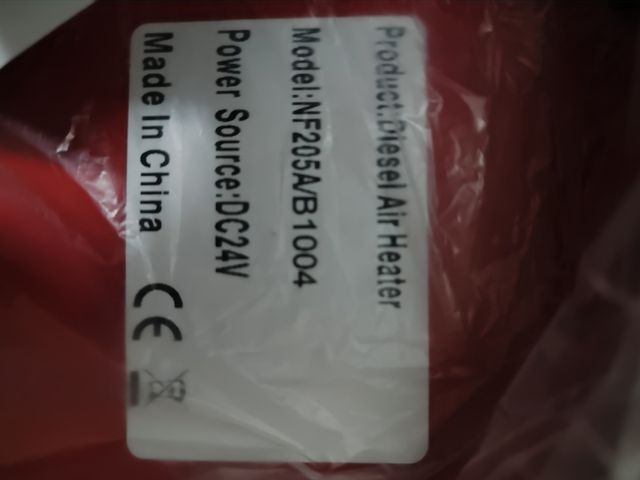 Product:Diesel Air Heater
Model:NF205A/B1004
Power Source:DC24V
Made In China CE